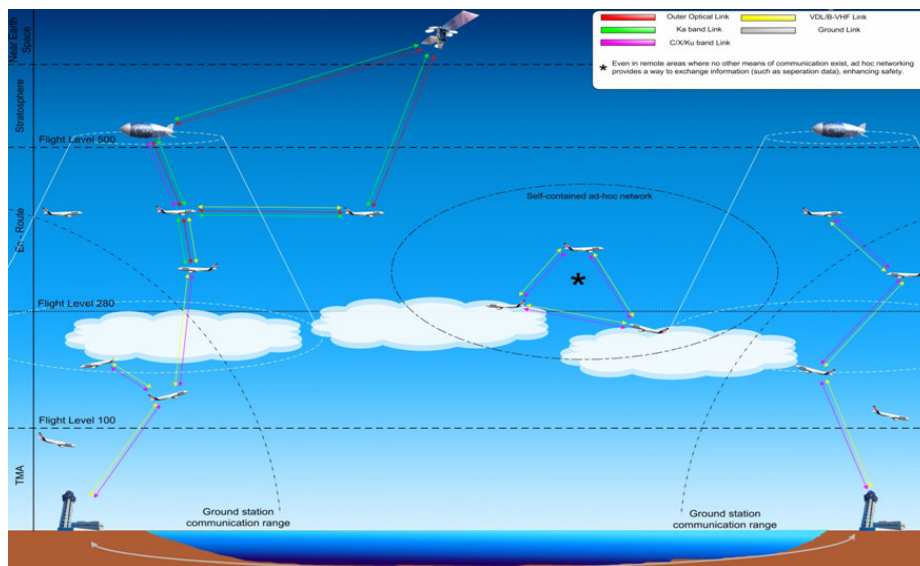 Outer Optical Link
VDL/B-VHF Link
Ka band Link
Ground Link
C/X/Ku band Link
* Even in remote areas where no other means of communication exist, ad hoc networking
provides a way to exchange information (such as seperation data), enhancing safety.
Near Earth
Space
Stratosphere
Flight Level 500
En - Route
Self-contained ad-hoc network
*
Flight Level 280
Flight Level 100
TMA
Ground station
communication range
Ground station
communication range